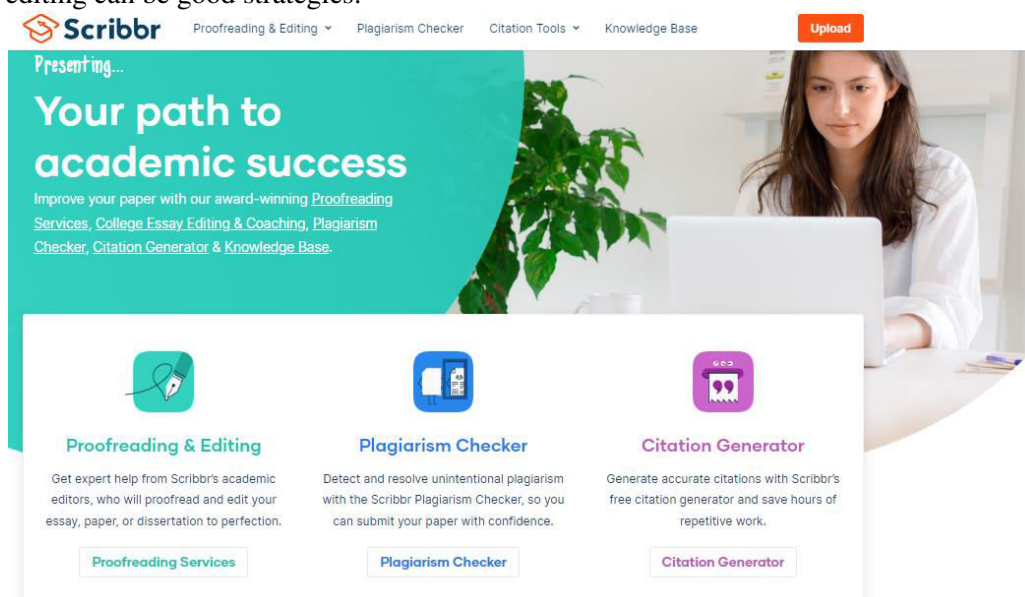 editing can be good strategies.
Scribbr Proofreading & Editing Plagiarism Checker Citation Tools Knowledge Base Upload
Presenting...
Your path to
academic success
Improve your paper with our award-winning Proofreading
Services, College Essay Editing & Coaching, Plagiarism
Checker, Citation Generator & Knowledge Base.
Proofreading & Editing
Get expert help from Scribbr's academic
editors, who will proofread and edit your
essay, paper, or dissertation to perfection.
Proofreading Services
Plagiarism Checker
Detect and resolve unintentional plagiarism
with the Scribbr Plagiarism Checker, so you
can submit your paper with confidence.
Plagiarism Checker
Citation Generator
Generate accurate citations with Scribbr's
free citation generator and save hours of
repetitive work.
Citation Generator